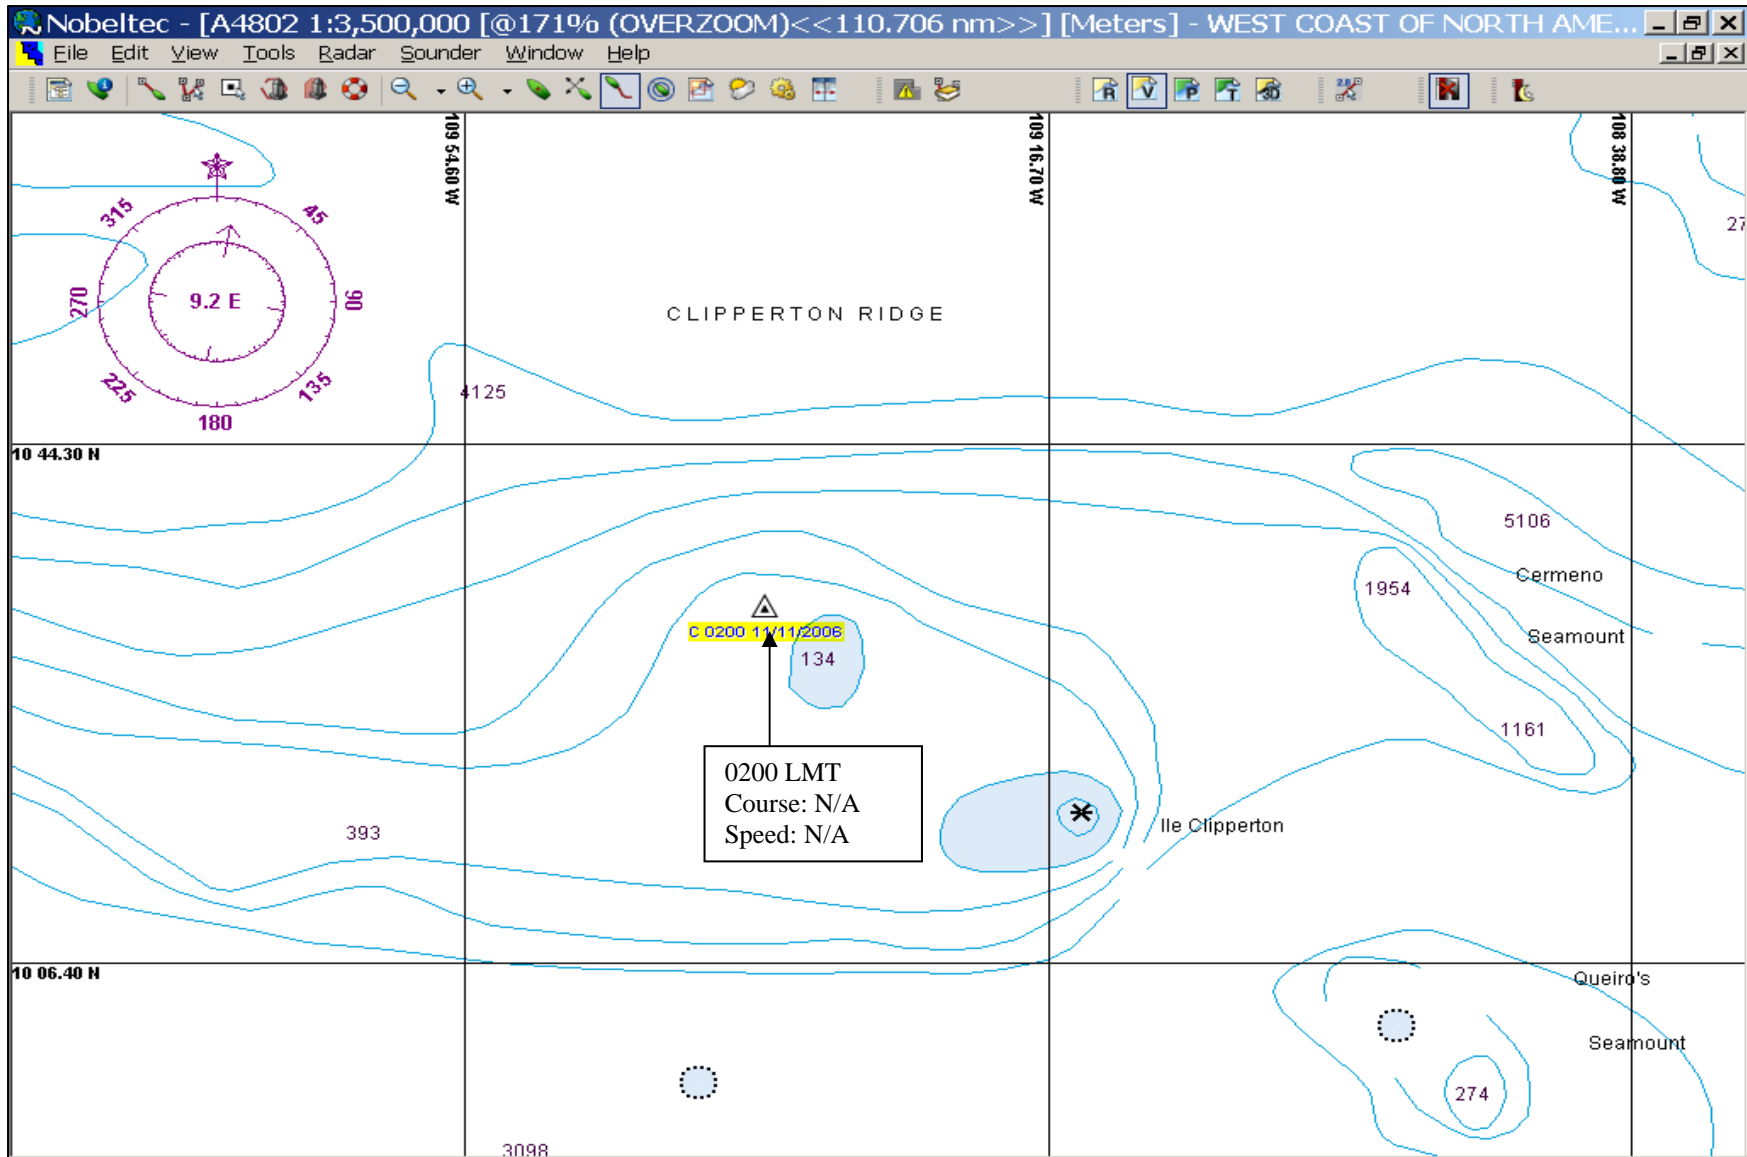 Nobeltec - [A4802 1:3,500,000 [@171% (OVERZOOM)<<110.706 nm>>] [Meters] - WEST COAST OF NORTH AME...
File Edit View Tools Radar Sounder Window Help
R V P T 3D
109 54.60 W
109 16.70 W
108 38.80 W
315
45
27
270
9.2 E
90
CLIPPERTON RIDGE
225
135
180
4125
10 44.30 N
5106
Cermeno
1954
C 0200 11/11/2006
Seamount
134
1161
0200 LMT
Course: N/A
Speed: N/A
393
Ile Clipperton
10 06.40 N
Queiro's
Seamount
274
3098